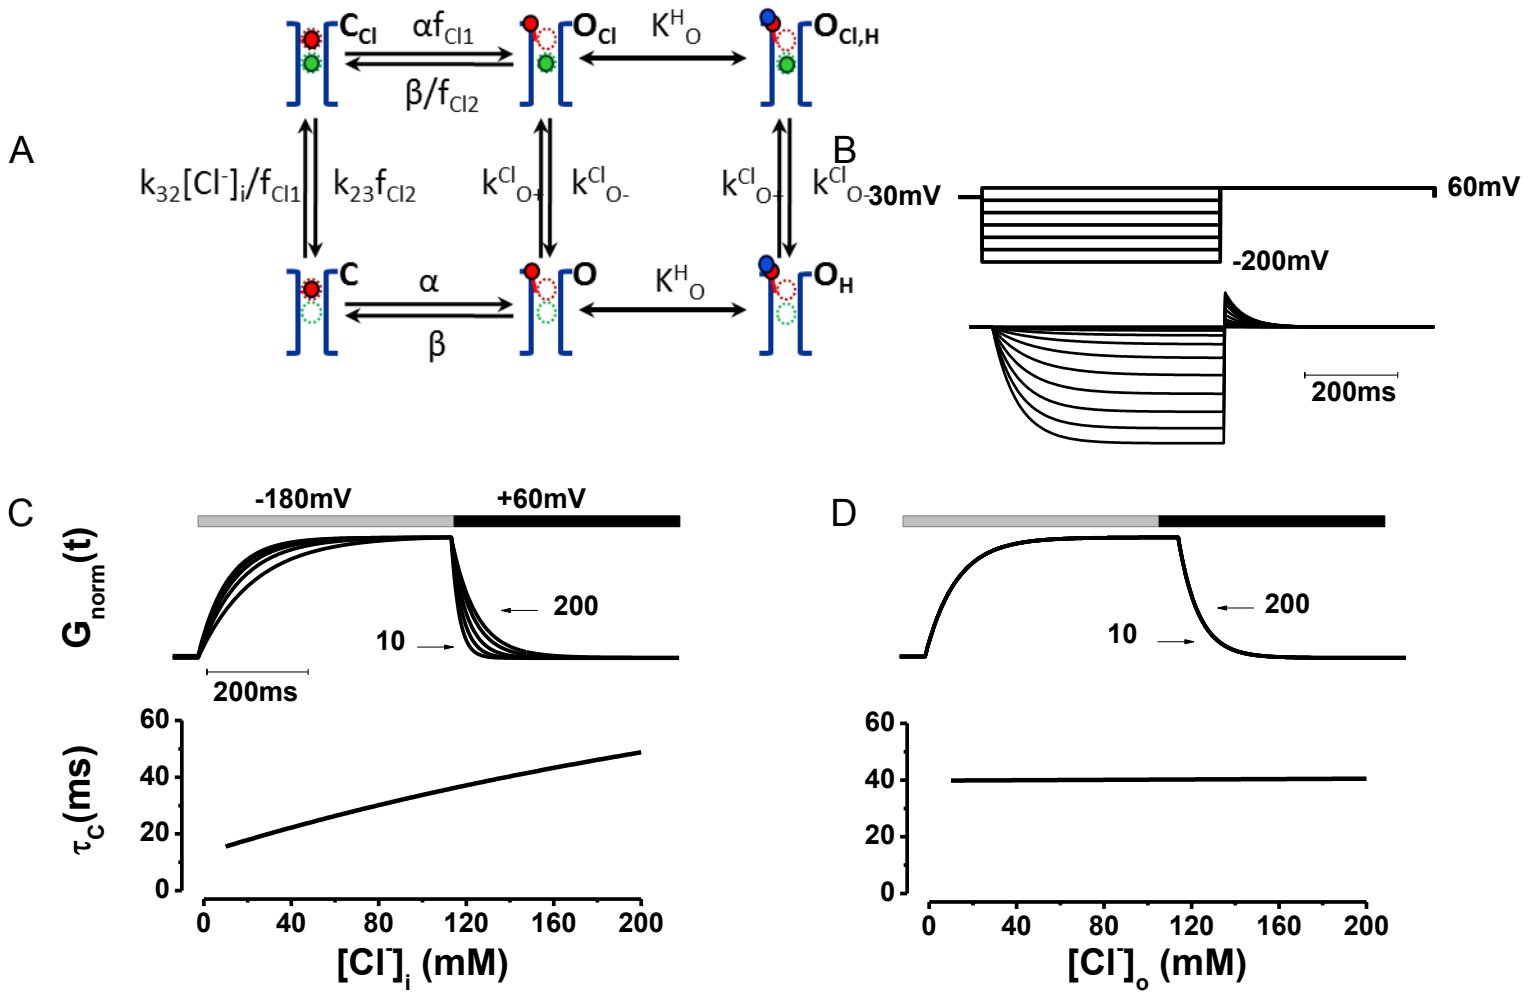 A
C_Cl αf_Cl1 O_Cl K^H_O O_Cl,H
β/f_Cl2
k_32[Cl^-]_i/f_Cl1 k_23f_Cl2 k^Cl_O+ k^Cl_O- k^Cl_O+ k^Cl_O-
C α O K^H_O O_H
β
B
-30mV 60mV
-200mV
200ms
C
-180mV +60mV
G_norm(t)
200
10
200ms
τ_C(ms)
60
40
20
0
0 40 80 120 160 200
[Cl^-]_i (mM)
D
200
10
60
40
20
0
0 40 80 120 160 200
[Cl^-]_o (mM)